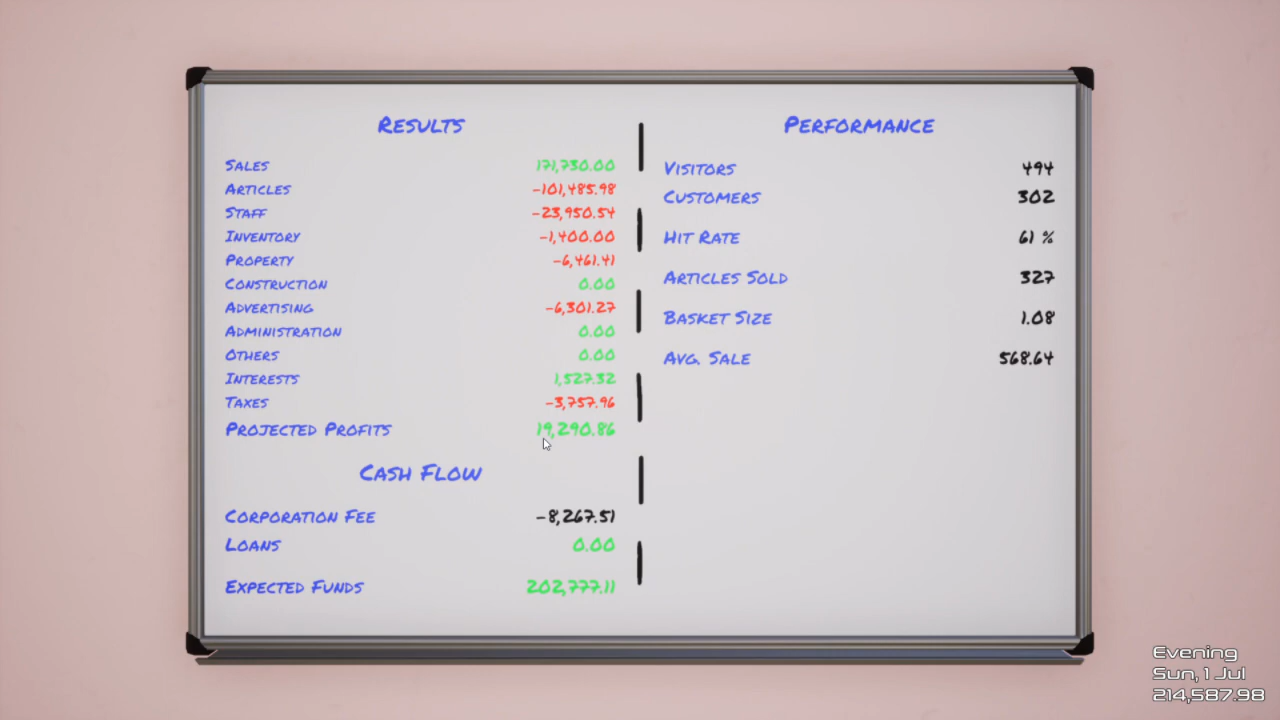 Results
Sales 171,730.00
Articles -101,485.98
Staff -23,950.54
Inventory -1,400.00
Property -6,461.41
Construction 0.00
Advertising -6,301.27
Administration 0.00
Others 0.00
Interests 1,527.32
Taxes -3,757.96
Projected Profits 19,290.86
Cash Flow
Corporation Fee -8,267.51
Loans 0.00
Expected Funds 202,777.11
Performance
Visitors 494
Customers 302
Hit Rate 61 %
Articles Sold 327
Basket Size 1.08
Avg. Sale 568.64
Evening
Sun, 1 Jul
214,587.98